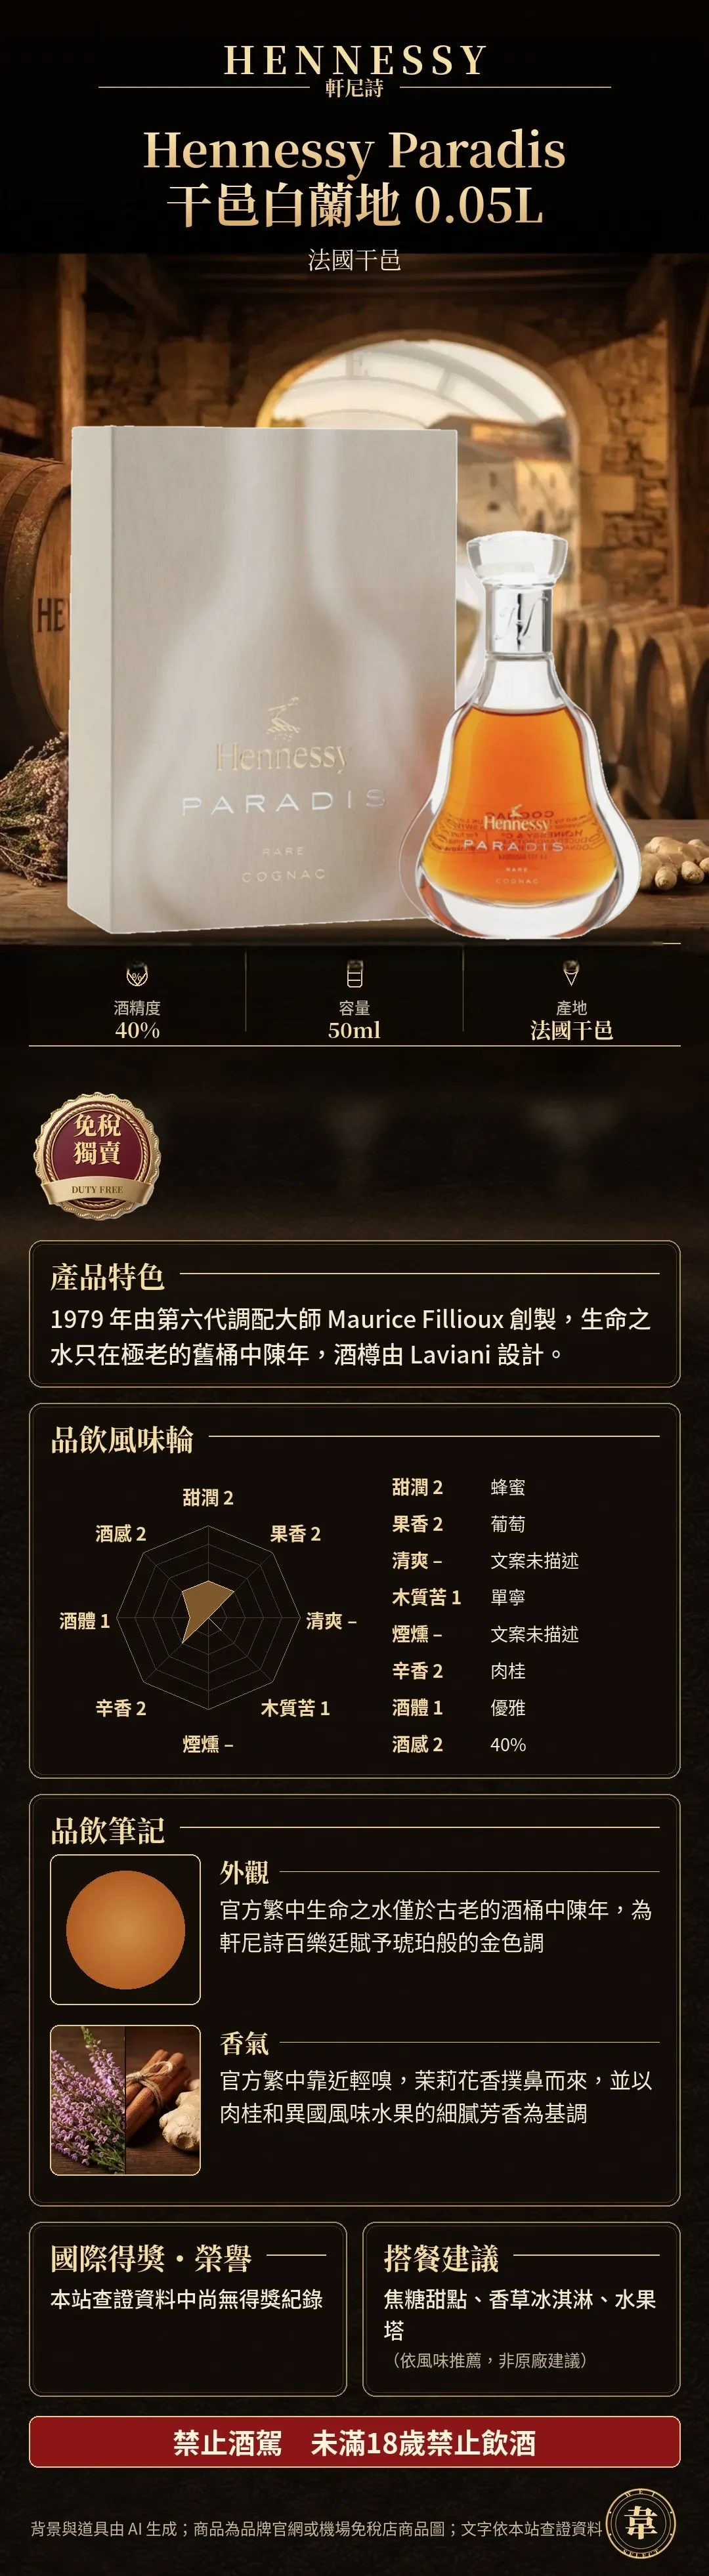 HENNESSY
軒尼詩
Hennessy Paradis
干邑白蘭地 0.05L
法國干邑
HE
Hennessy
PARADIS
RARE
COGNAC
Hennessy
PARADIS
RARE
COGNAC
酒精度
40%
容量
50ml
產地
法國干邑
免稅
獨賣
DUTY FREE
產品特色
1979 年由第六代調配大師 Maurice Fillioux 創製，生命之
水只在極老的舊桶中陳年，酒樽由 Laviani 設計。
品飲風味輪
甜潤 2
果香 2
清爽 –
木質苦 1
煙燻 –
辛香 2
酒體 1
酒感 2
甜潤 2 蜂蜜
果香 2 葡萄
清爽 – 文案未描述
木質苦 1 單寧
煙燻 – 文案未描述
辛香 2 肉桂
酒體 1 優雅
酒感 2 40%
品飲筆記
外觀
官方繁中生命之水僅於古老的酒桶中陳年，為
軒尼詩百樂廷賦予琥珀般的金色調
香氣
官方繁中靠近輕嗅，茉莉花香撲鼻而來，並以
肉桂和異國風味水果的細膩芳香為基調
國際得獎・榮譽
本站查證資料中尚無得獎紀錄
搭餐建議
焦糖甜點、香草冰淇淋、水果
塔
（依風味推薦，非原廠建議）
禁止酒駕　未滿18歲禁止飲酒
背景與道具由 AI 生成；商品為品牌官網或機場免稅店商品圖；文字依本站查證資料
韋